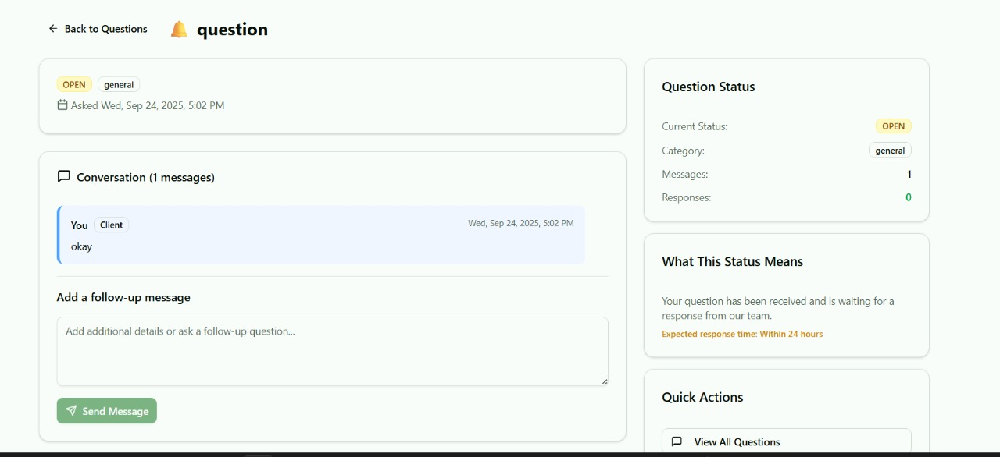 Back to Questions
question
OPEN general
Asked Wed, Sep 24, 2025, 5:02 PM
Conversation (1 messages)
You Client Wed, Sep 24, 2025, 5:02 PM
okay
Add a follow-up message
Add additional details or ask a follow-up question...
Send Message
Question Status
Current Status: OPEN
Category: general
Messages: 1
Responses: 0
What This Status Means
Your question has been received and is waiting for a
response from our team.
Expected response time: Within 24 hours
Quick Actions
View All Questions